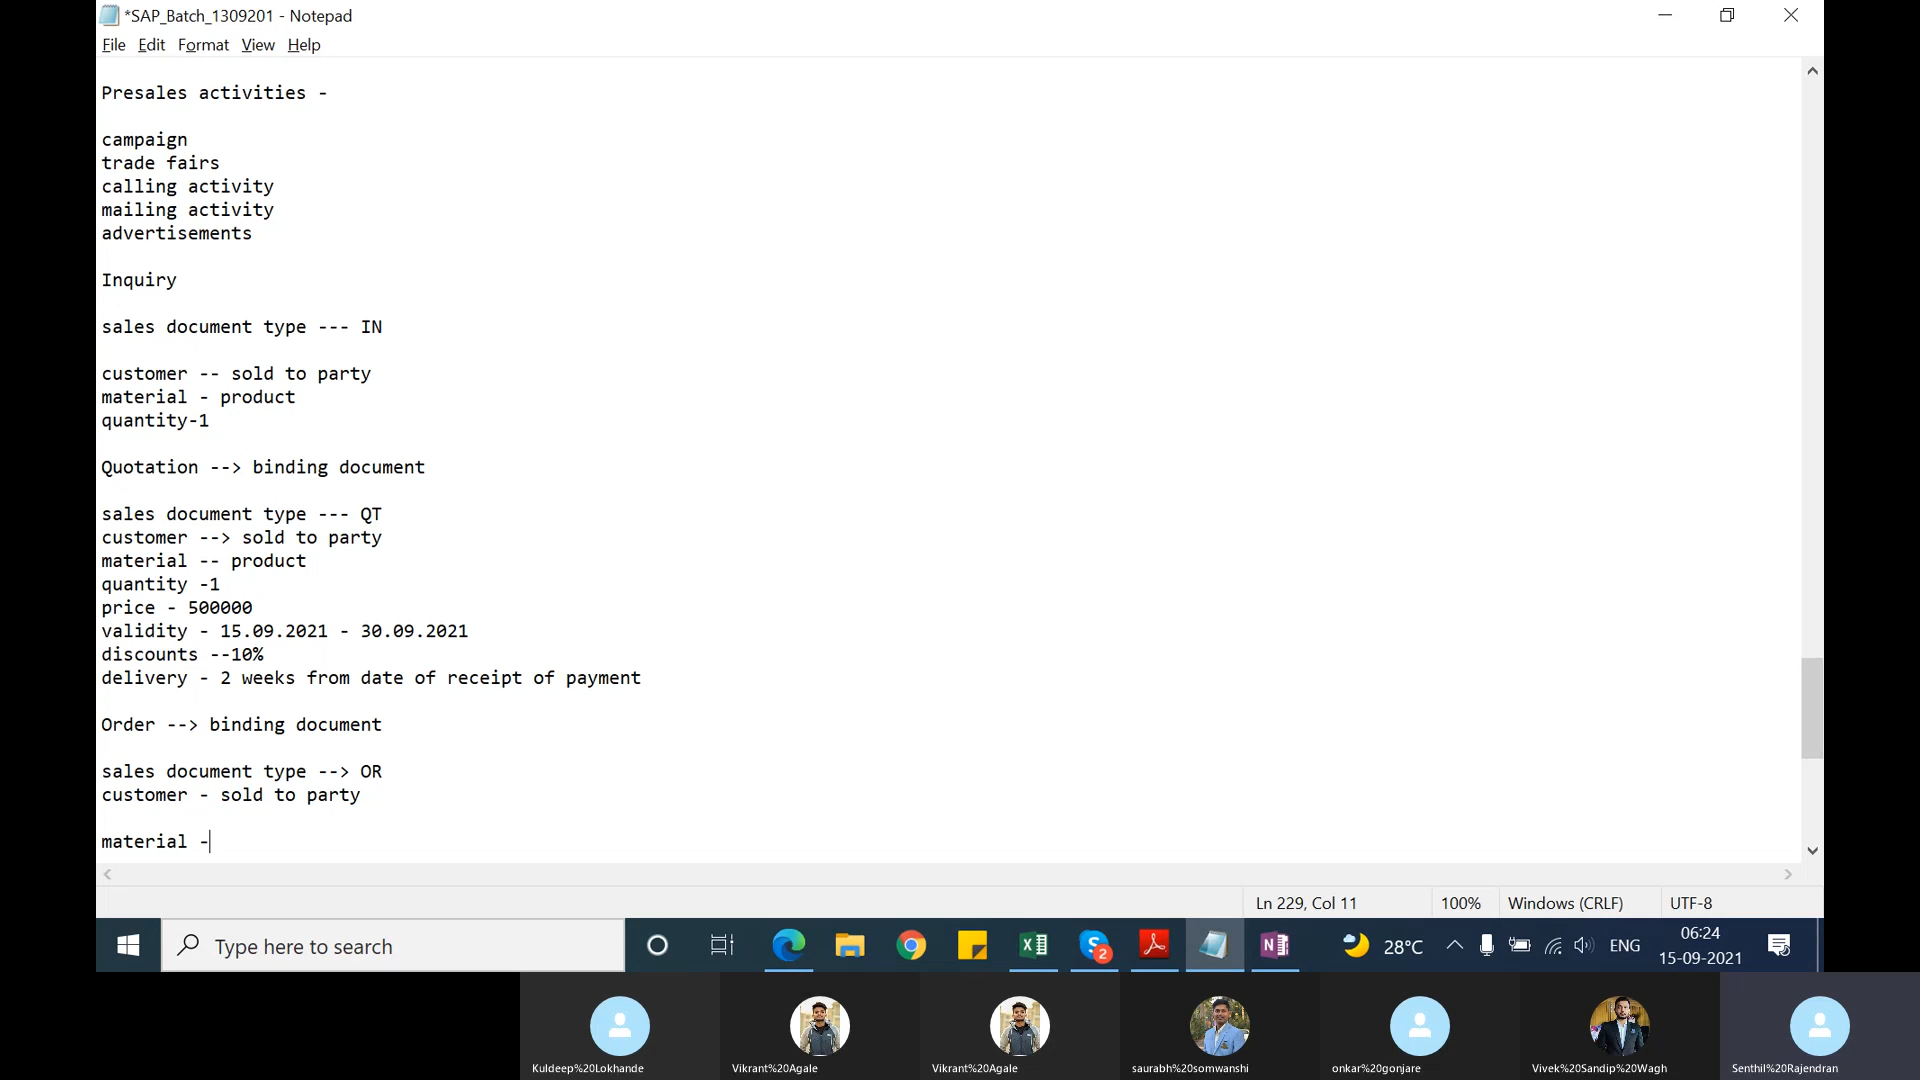 *SAP_Batch_1309201 - Notepad
File Edit Format View Help
Presales activities -
campaign
trade fairs
calling activity
mailing activity
advertisements
Inquiry
sales document type --- IN
customer -- sold to party
material - product
quantity-1
Quotation --> binding document
sales document type --- QT
customer --> sold to party
material -- product
quantity -1
price - 500000
validity - 15.09.2021 - 30.09.2021
discounts --10%
delivery - 2 weeks from date of receipt of payment
Order --> binding document
sales document type --> OR
customer - sold to party
material -
Ln 229, Col 11 100% Windows (CRLF) UTF-8
Type here to search
2
28°C
ENG
06:24
15-09-2021
Kuldeep%20Lokhande Vikrant%20Agale Vikrant%20Agale saurabh%20somwanshi onkar%20gonjare Vivek%20Sandip%20Wagh Senthil%20Rajendran